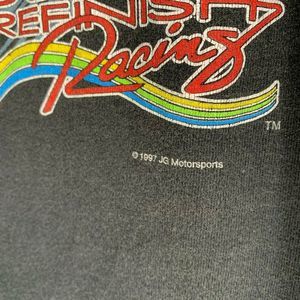 REFINISH
Racing
TM
© 1997 JG Motorsports